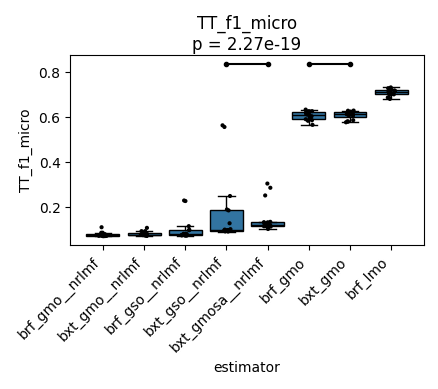 TT_f1_micro
p = 2.27e-19
TT_f1_micro
0.8
0.6
0.4
0.2
brf_gmo__nrlmf
bxt_gmo__nrlmf
brf_gso__nrlmf
bxt_gso__nrlmf
bxt_gmosa__nrlmf
brf_gmo
bxt_gmo
brf_lmo
estimator